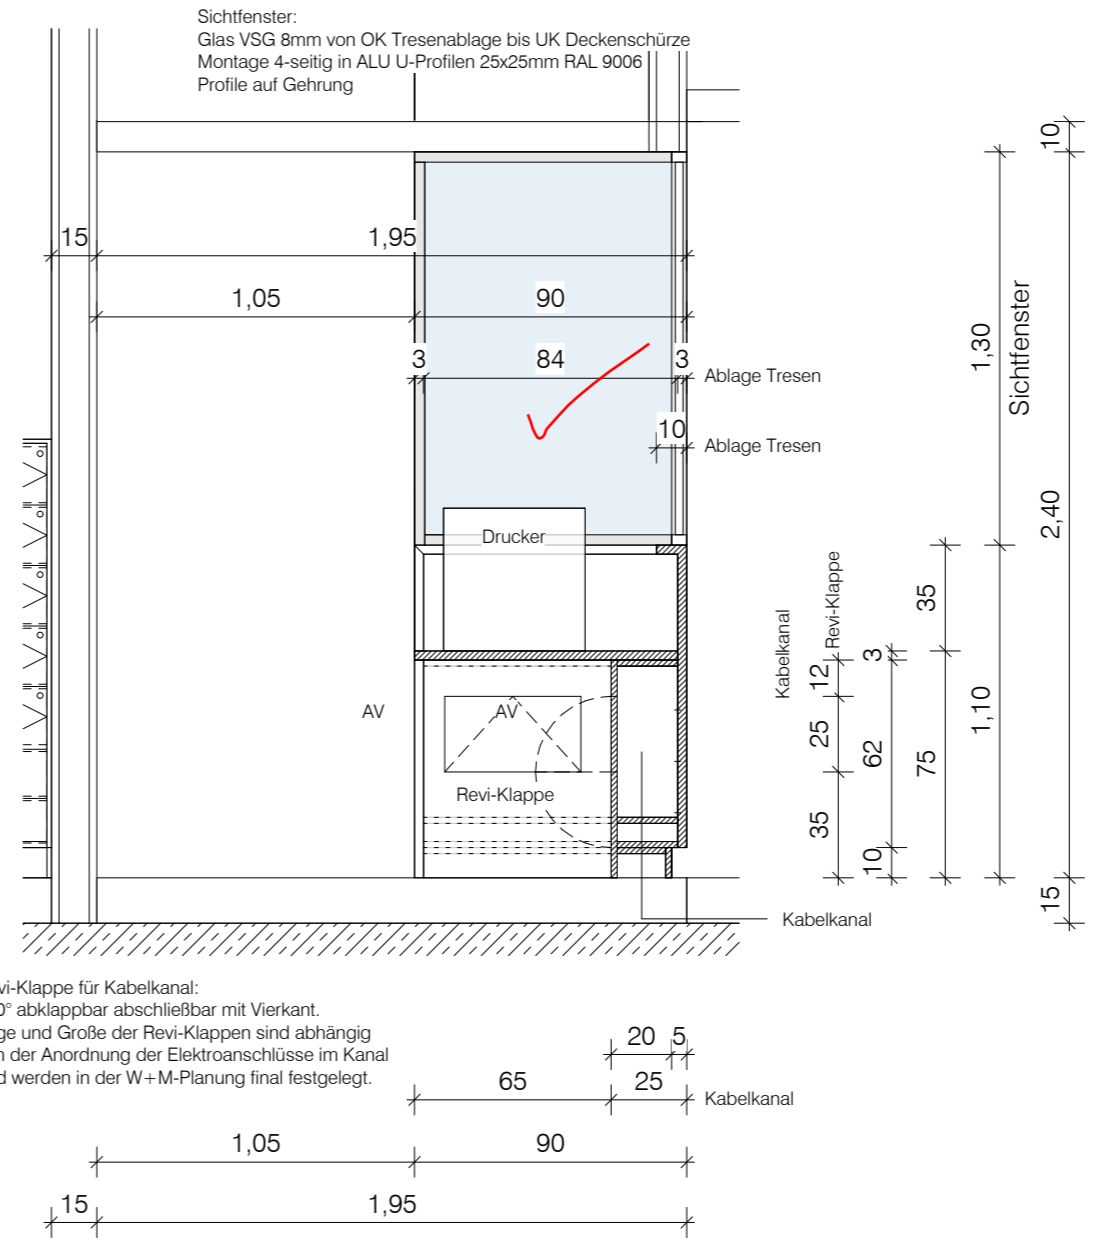 Sichtfenster:
Glas VSG 8mm von OK Tresenablage bis UK Deckenschürze
Montage 4-seitig in ALU U-Profilen 25x25mm RAL 9006
Profile auf Gehrung
10
15
1,95
1,05
90
3
84
3
Ablage Tresen
10
Ablage Tresen
1,30
Sichtfenster
2,40
Drucker
Kabelkanal
Revi-Klappe
35
3
12
AV
AV
25
62
75
1,10
Revi-Klappe
35
10
15
Kabelkanal
vi-Klappe für Kabelkanal:
0° abklappbar abschließbar mit Vierkant.
ge und Große der Revi-Klappen sind abhängig
n der Anordnung der Elektroanschlüsse im Kanal
d werden in der W+M-Planung final festgelegt.
20
5
65
25
Kabelkanal
1,05
90
15
1,95